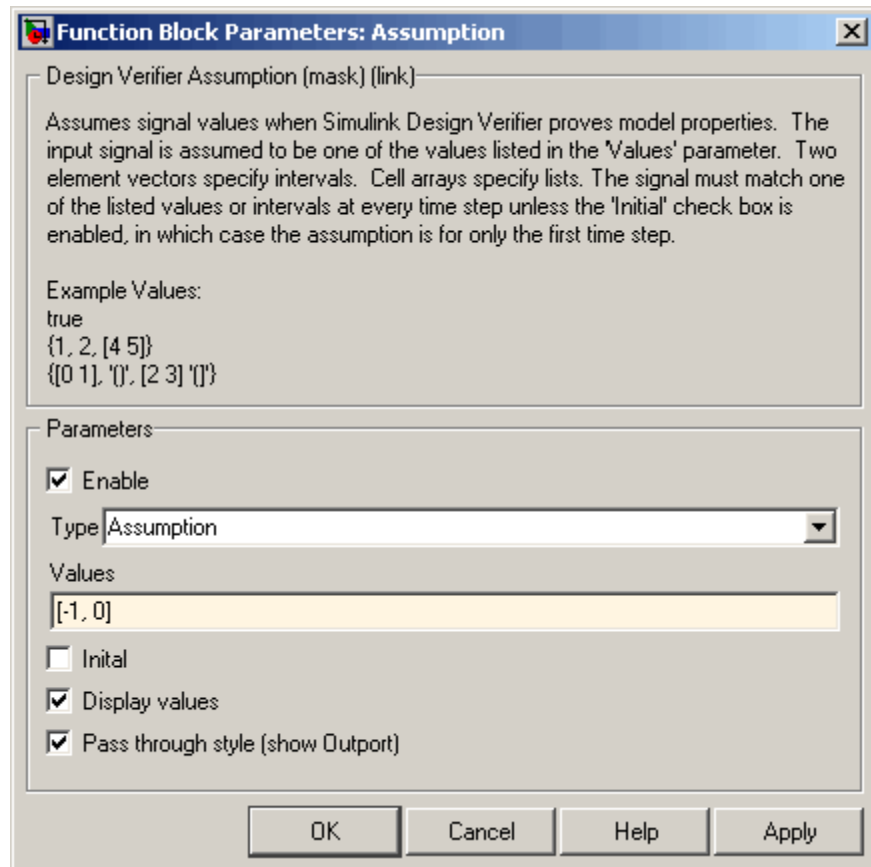 Function Block Parameters: Assumption
Design Verifier Assumption (mask) (link)
Assumes signal values when Simulink Design Verifier proves model properties.  The
input signal is assumed to be one of the values listed in the 'Values' parameter.  Two
element vectors specify intervals.  Cell arrays specify lists. The signal must match one
of the listed values or intervals at every time step unless the 'Initial' check box is
enabled, in which case the assumption is for only the first time step.
Example Values:
true
{1, 2, [4 5]}
{[0 1], '()', [2 3] '(]'}
Parameters
Enable
Type Assumption
Values
[-1, 0]
Inital
Display values
Pass through style (show Outport)
OK Cancel Help Apply